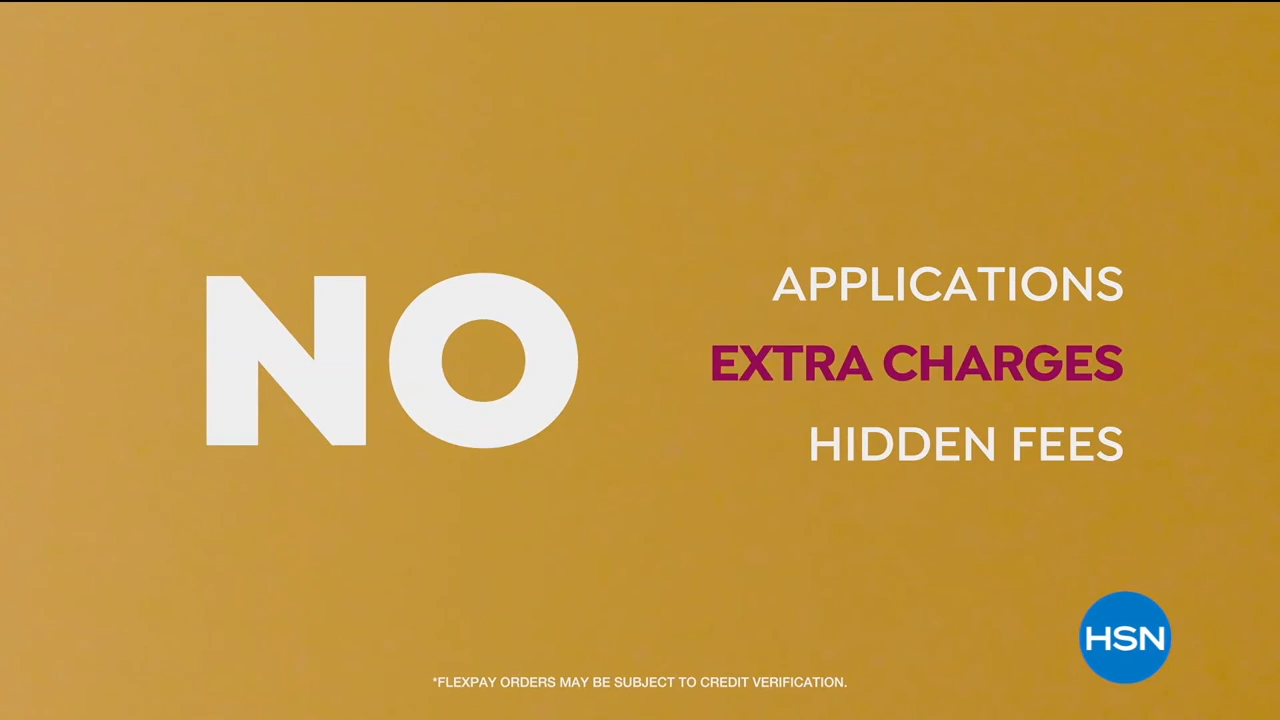 NO
APPLICATIONS
EXTRA CHARGES
HIDDEN FEES
HSN
*FLEXPAY ORDERS MAY BE SUBJECT TO CREDIT VERIFICATION.